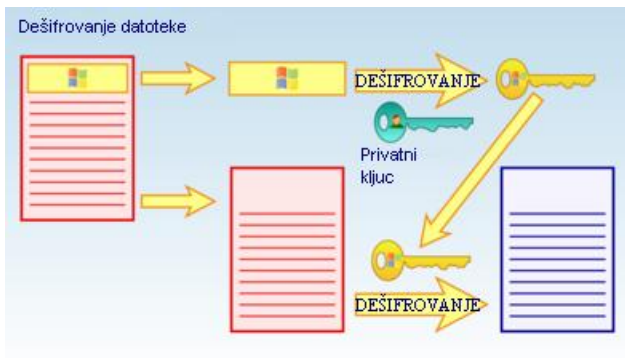 Dešifrovanje datoteke
DEŠIFROVANJE
Privatni
kljuc
DEŠIFROVANJE